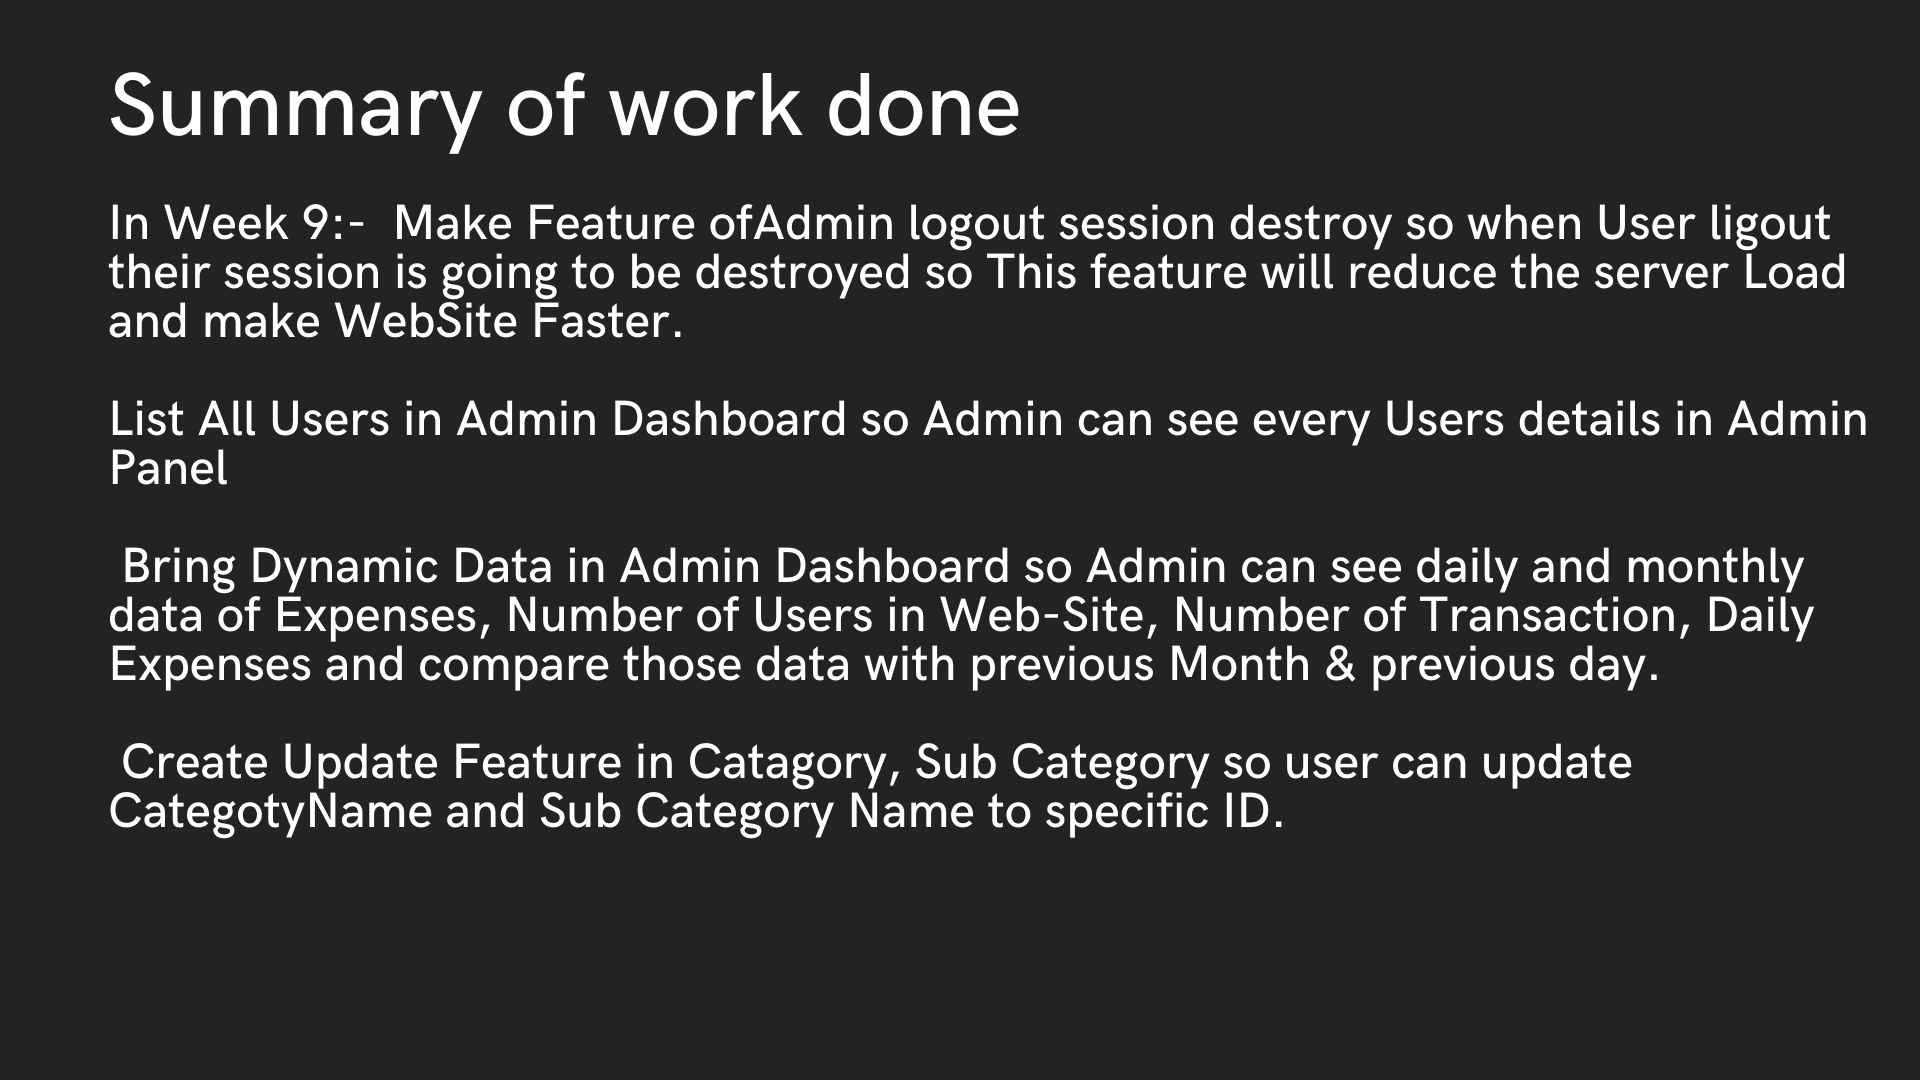 Summary of work done
In Week 9:-  Make Feature ofAdmin logout session destroy so when User ligout
their session is going to be destroyed so This feature will reduce the server Load
and make WebSite Faster.
List All Users in Admin Dashboard so Admin can see every Users details in Admin
Panel
Bring Dynamic Data in Admin Dashboard so Admin can see daily and monthly
data of Expenses, Number of Users in Web-Site, Number of Transaction, Daily
Expenses and compare those data with previous Month & previous day.
Create Update Feature in Catagory, Sub Category so user can update
CategotyName and Sub Category Name to specific ID.